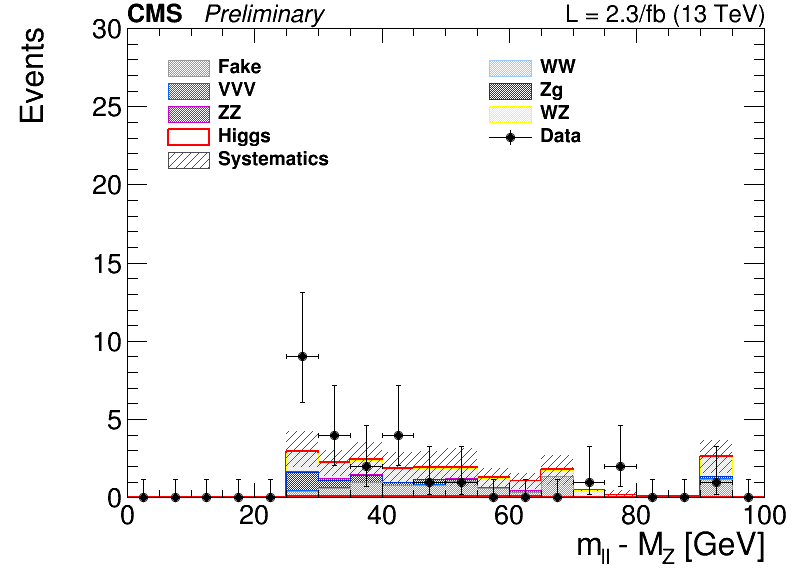 CMS Preliminary L = 2.3/fb (13 TeV)
Events
30
25
20
15
10
5
0
Fake WW
VVV Zg
ZZ WZ
Higgs Data
Systematics
0 20 40 60 80 100
m_ll - M_Z [GeV]